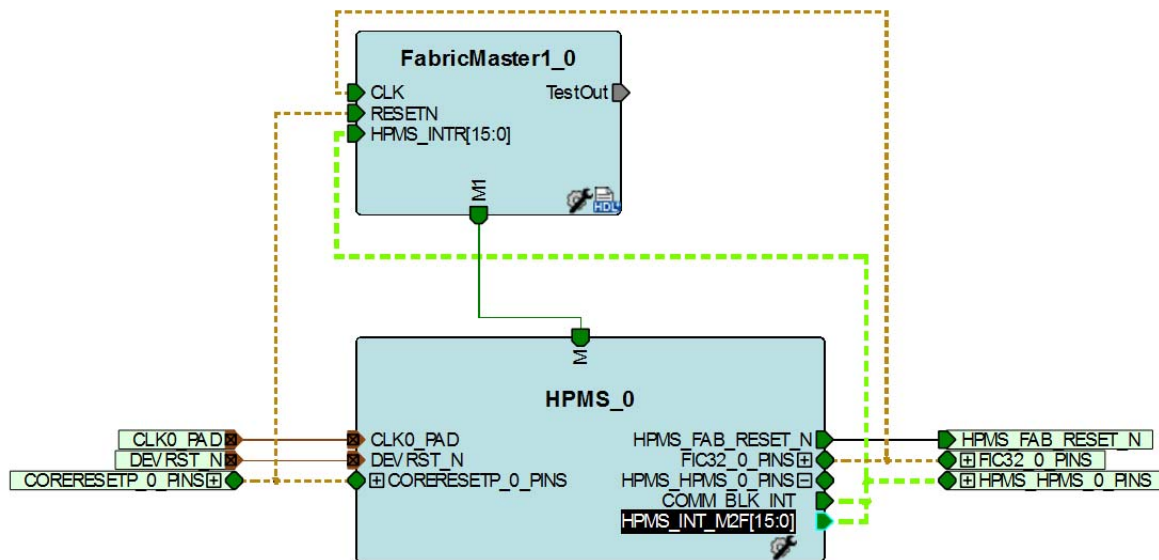 FabricMaster1_0
CLK TestOut
RESETN
HPMS_INTR[15:0]
HDL
M1
M
HPMS_0
CLK0_PAD CLK0_PAD HPMS_FAB_RESET_N HPMS_FAB_RESET_N
DEVRST_N DEVRST_N FIC32_0_PINS FIC32_0_PINS
CORERESETP_0_PINS CORERESETP_0_PINS HPMS_HPMS_0_PINS HPMS_HPMS_0_PINS
COMM_BLK_INT
HPMS_INT_M2F[15:0]